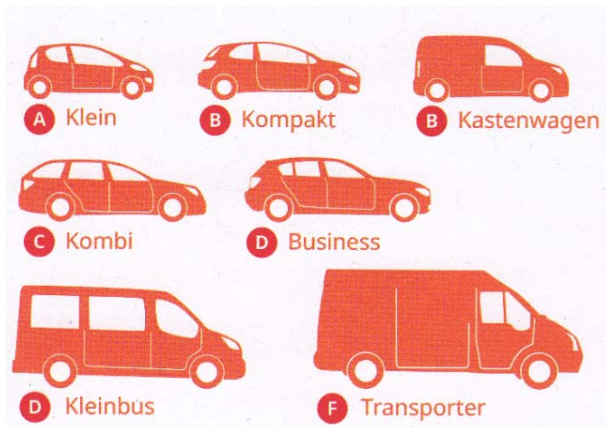 A Klein
B Kompakt
B Kastenwagen
C Kombi
D Business
D Kleinbus
F Transporter